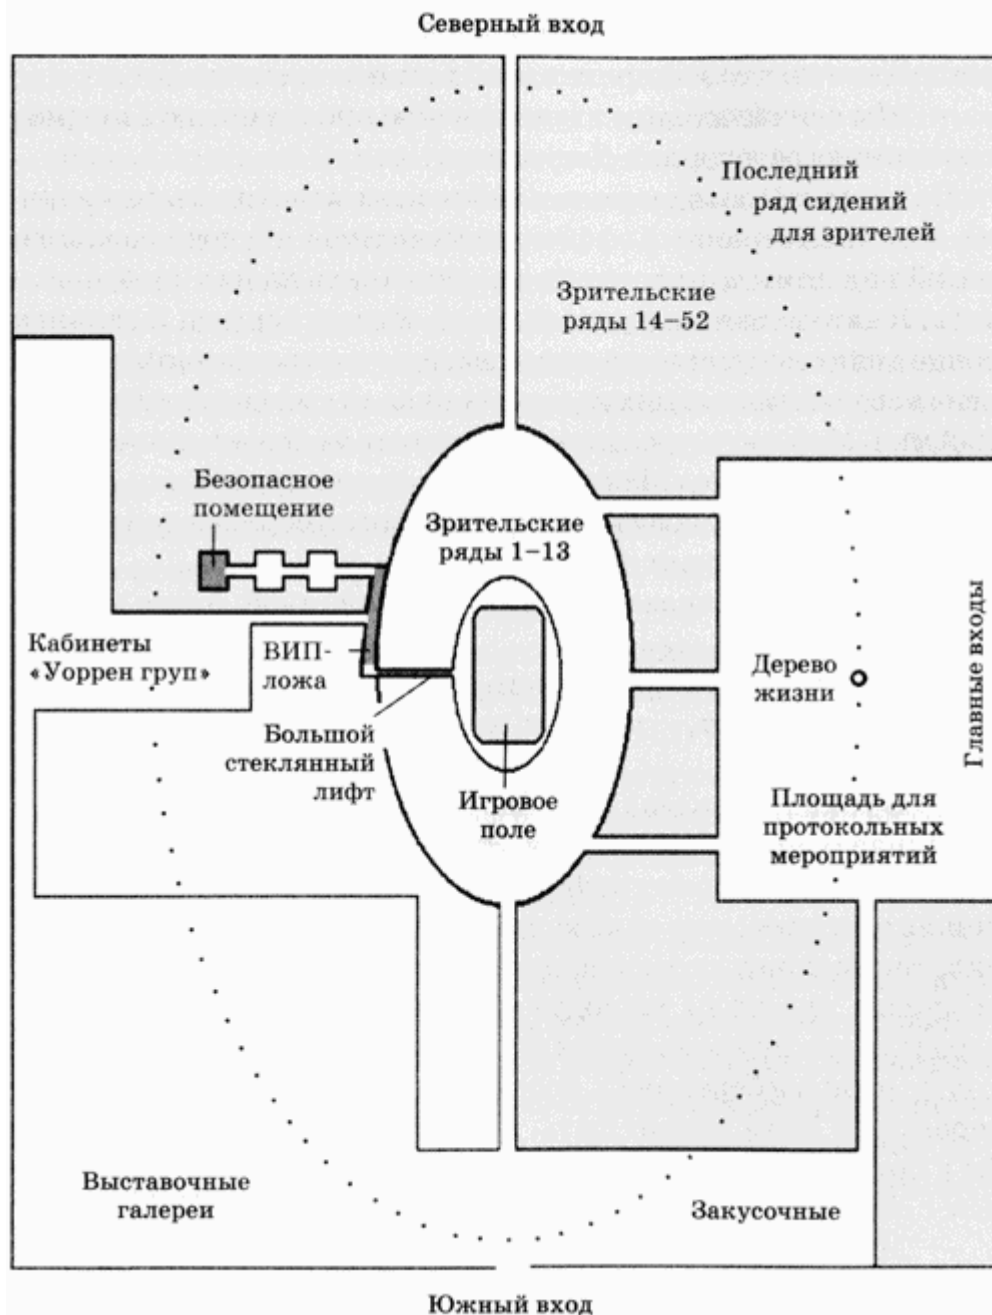 Северный вход
Последний
ряд сидений
для зрителей
Зрительские
ряды 14–52
Безопасное
помещение
Зрительские
ряды 1–13
Кабинеты
«Уоррен груп»
ВИП-
ложа
Дерево
жизни
Главные входы
Большой
стеклянный
лифт
Игровое
поле
Площадь для
протокольных
мероприятий
Выставочные
галереи
Закусочные
Южный вход